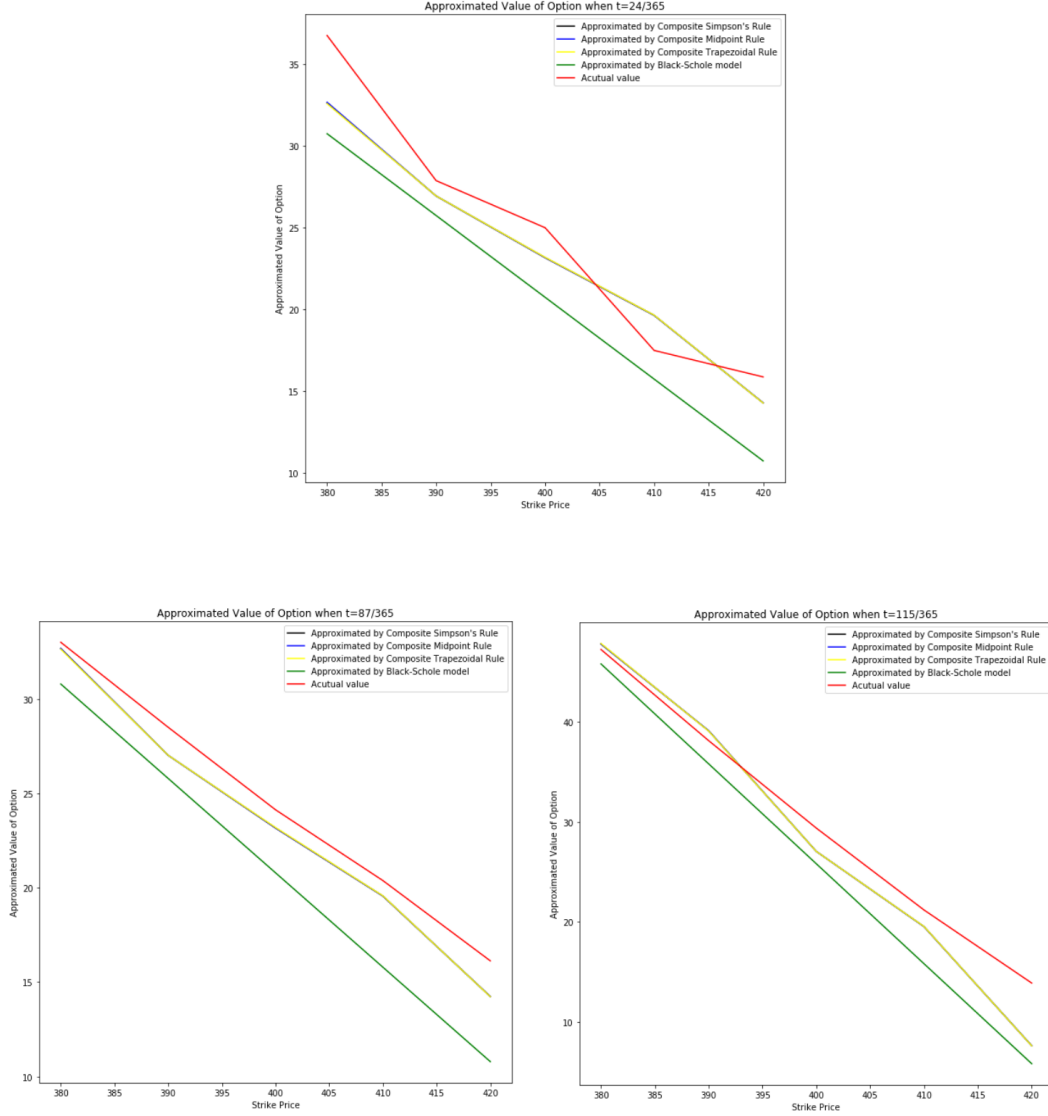 Approximated Value of Option when t=24/365
Approximated by Composite Simpson's Rule
Approximated by Composite Midpoint Rule
Approximated by Composite Trapezoidal Rule
Approximated by Black-Schole model
Acutual value
Approximated Value of Option
35
30
25
20
15
10
380 385 390 395 400 405 410 415 420
Strike Price
Approximated Value of Option when t=87/365
Approximated by Composite Simpson's Rule
Approximated by Composite Midpoint Rule
Approximated by Composite Trapezoidal Rule
Approximated by Black-Schole model
Acutual value
Approximated Value of Option
30
25
20
15
10
380 385 390 395 400 405 410 415 420
Strike Price
Approximated Value of Option when t=115/365
Approximated by Composite Simpson's Rule
Approximated by Composite Midpoint Rule
Approximated by Composite Trapezoidal Rule
Approximated by Black-Schole model
Acutual value
Approximated Value of Option
40
30
20
10
380 385 390 395 400 405 410 415 420
Strike Price